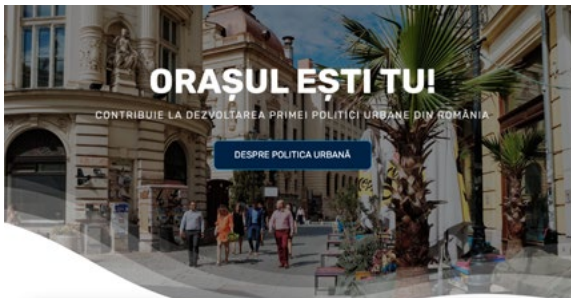 ORAȘUL EȘTI TU!
CONTRIBUIE LA DEZVOLTAREA PRIMEI POLITICI URBANE DIN ROMÂNIA
DESPRE POLITICA URBANĂ